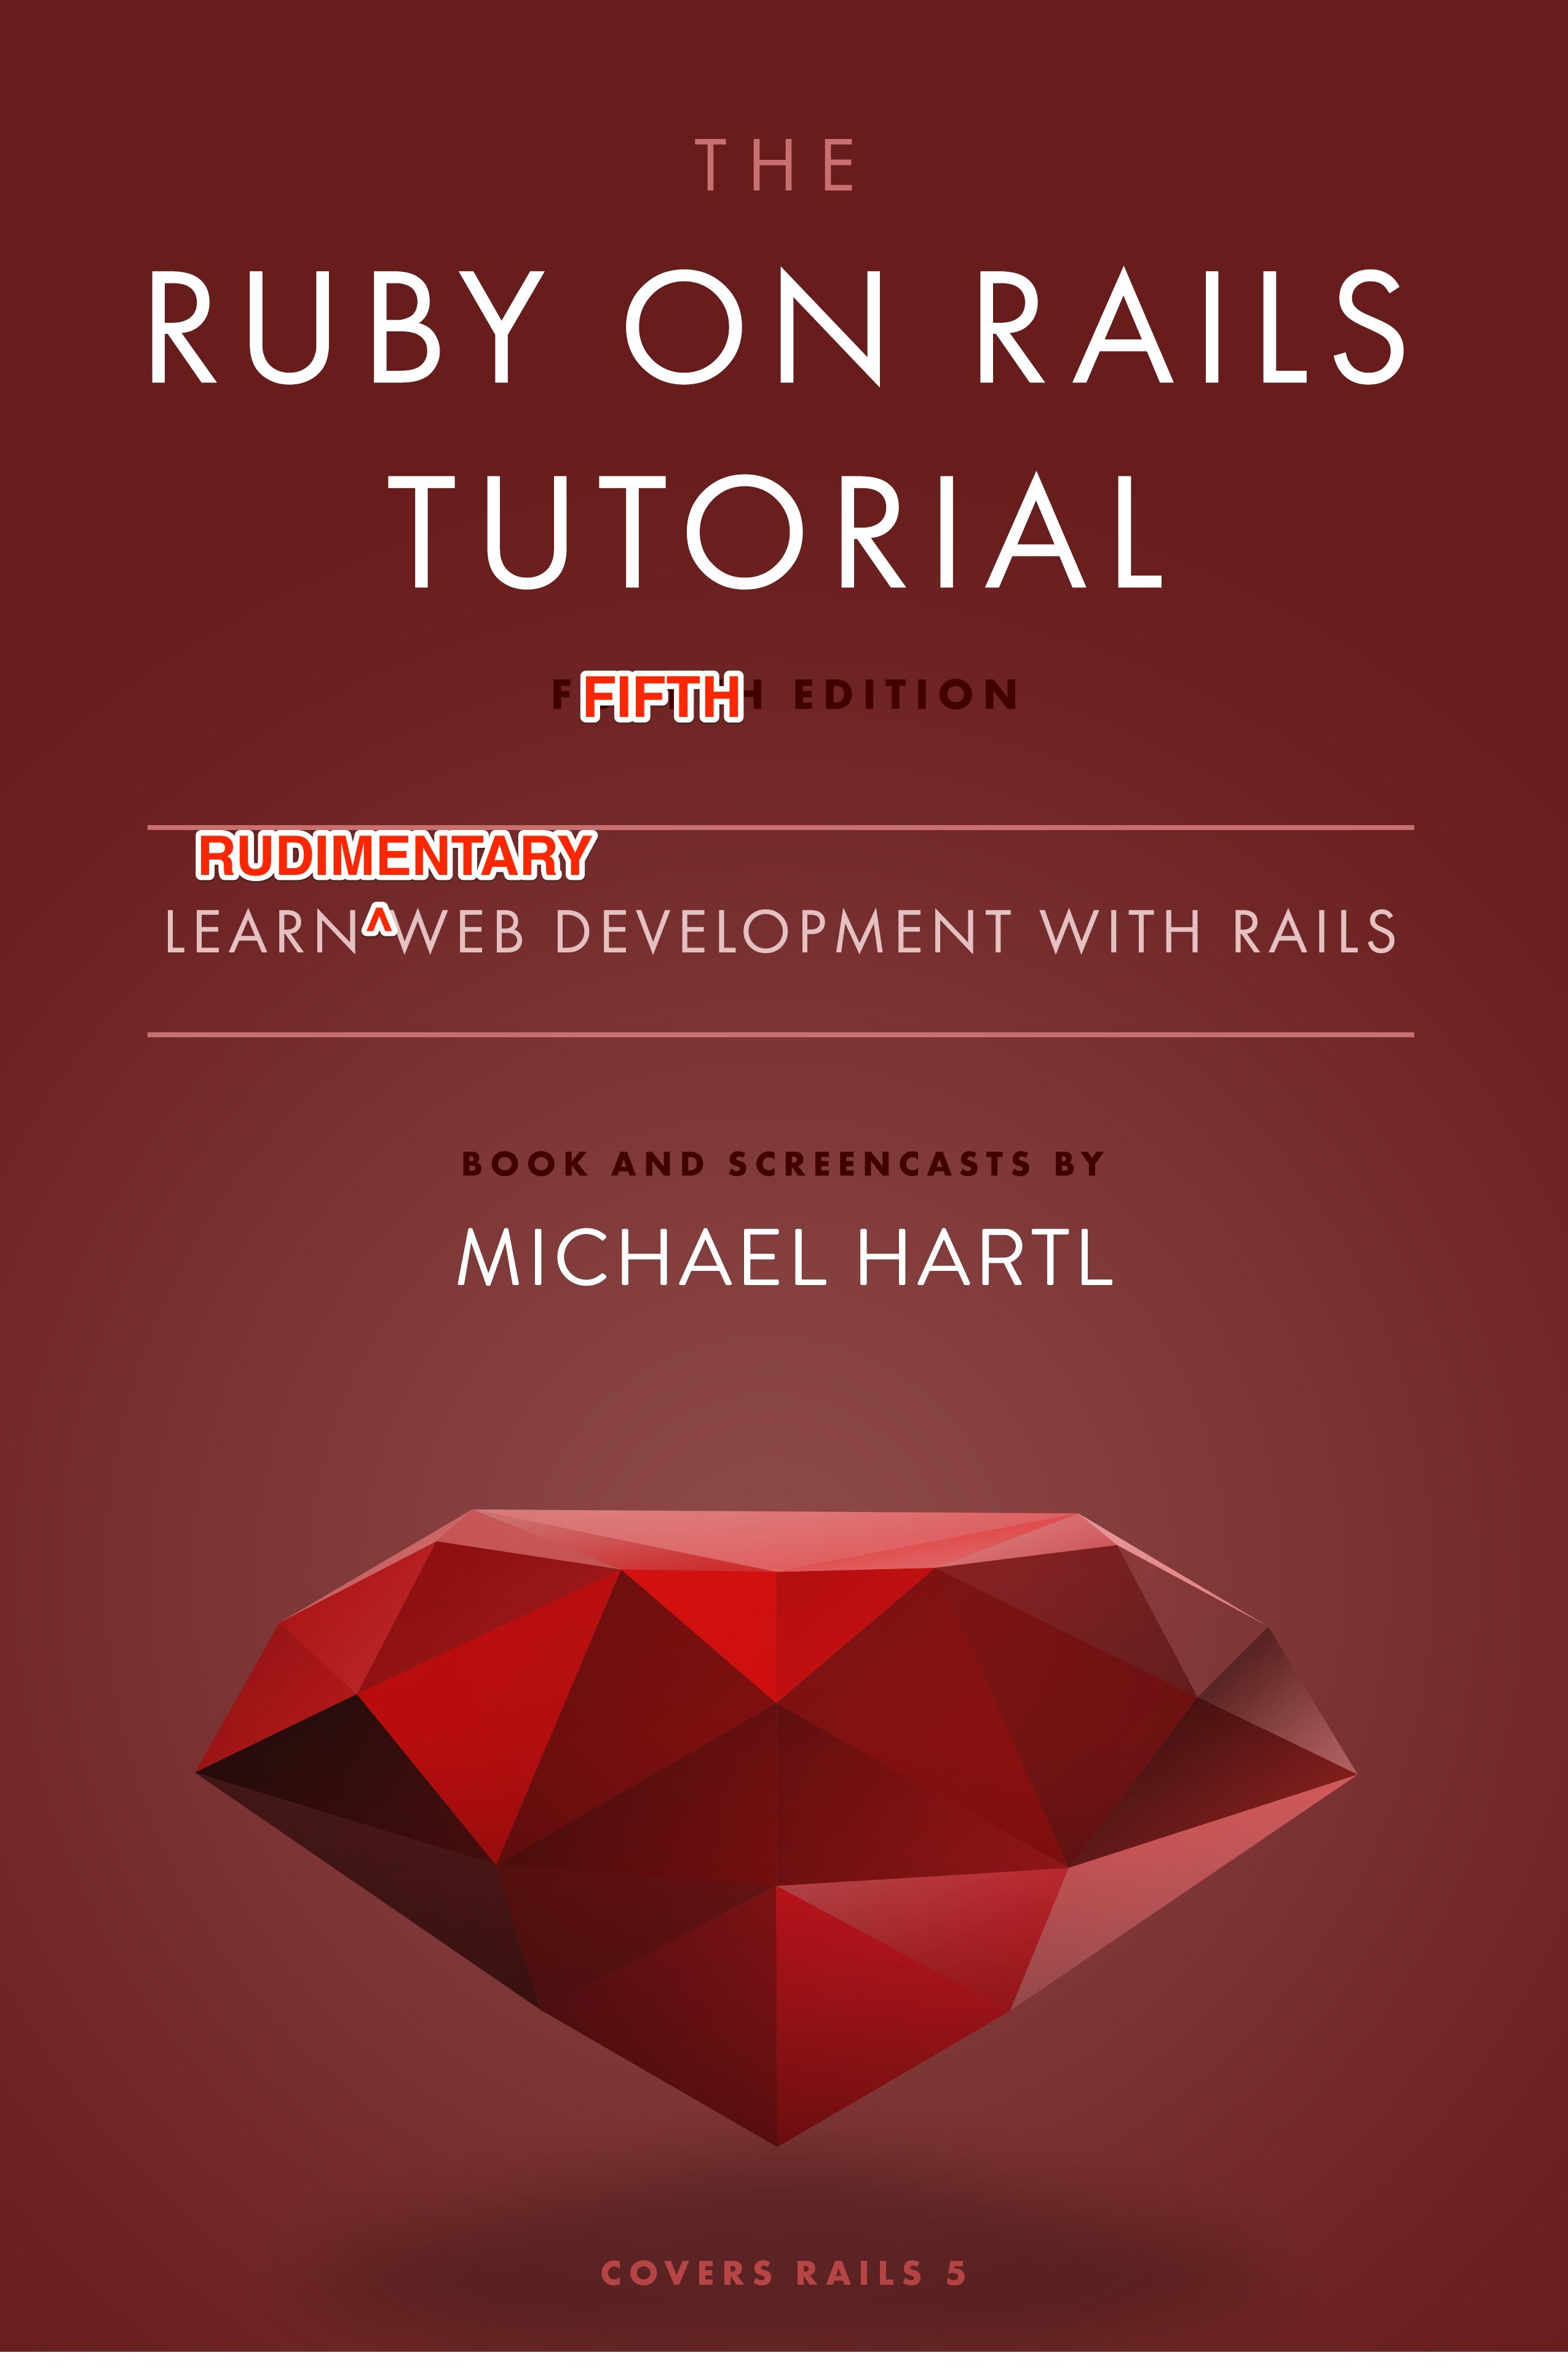 THE
RUBY ON RAILS
TUTORIAL
FIFTH EDITION
RUDIMENTARY
LEARN ^ WEB DEVELOPMENT WITH RAILS
BOOK AND SCREENCASTS BY
MICHAEL HARTL
COVERS RAILS 5